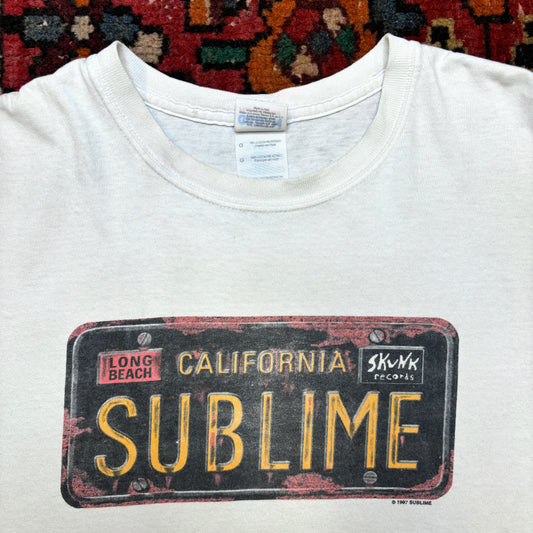 LONG
BEACH
CALIFORNIA
SKUNK
records
SUBLIME
© 1997 SUBLIME